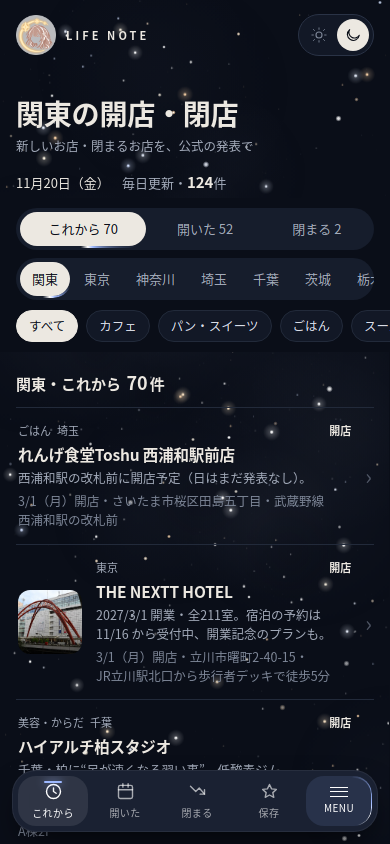 LIFE NOTE
関東の開店・閉店
新しいお店・閉まるお店を、公式の発表で
11月20日（金） 毎日更新・124件
これから 70 開いた 52 閉まる 2
関東 東京 神奈川 埼玉 千葉 茨城
すべて カフェ パン・スイーツ ごはん スー
関東・これから 70件
ごはん 埼玉 開店
れんげ食堂Toshu 西浦和駅前店
西浦和駅の改札前に開店予定（日はまだ発表なし）。
3/1（月）開店・さいたま市桜区田島五丁目・武蔵野線
西浦和駅の改札前
東京 開店
THE NEXTT HOTEL
2027/3/1 開業・全211室。宿泊の予約は
11/16 から受付中、開業記念のプランも。
3/1（月）開店・立川市曙町2-40-15・
JR立川駅北口から歩行者デッキで徒歩5分
美容・からだ 千葉 開店
ハイアルチ柏スタジオ
これから 開いた 閉まる 保存 MENU